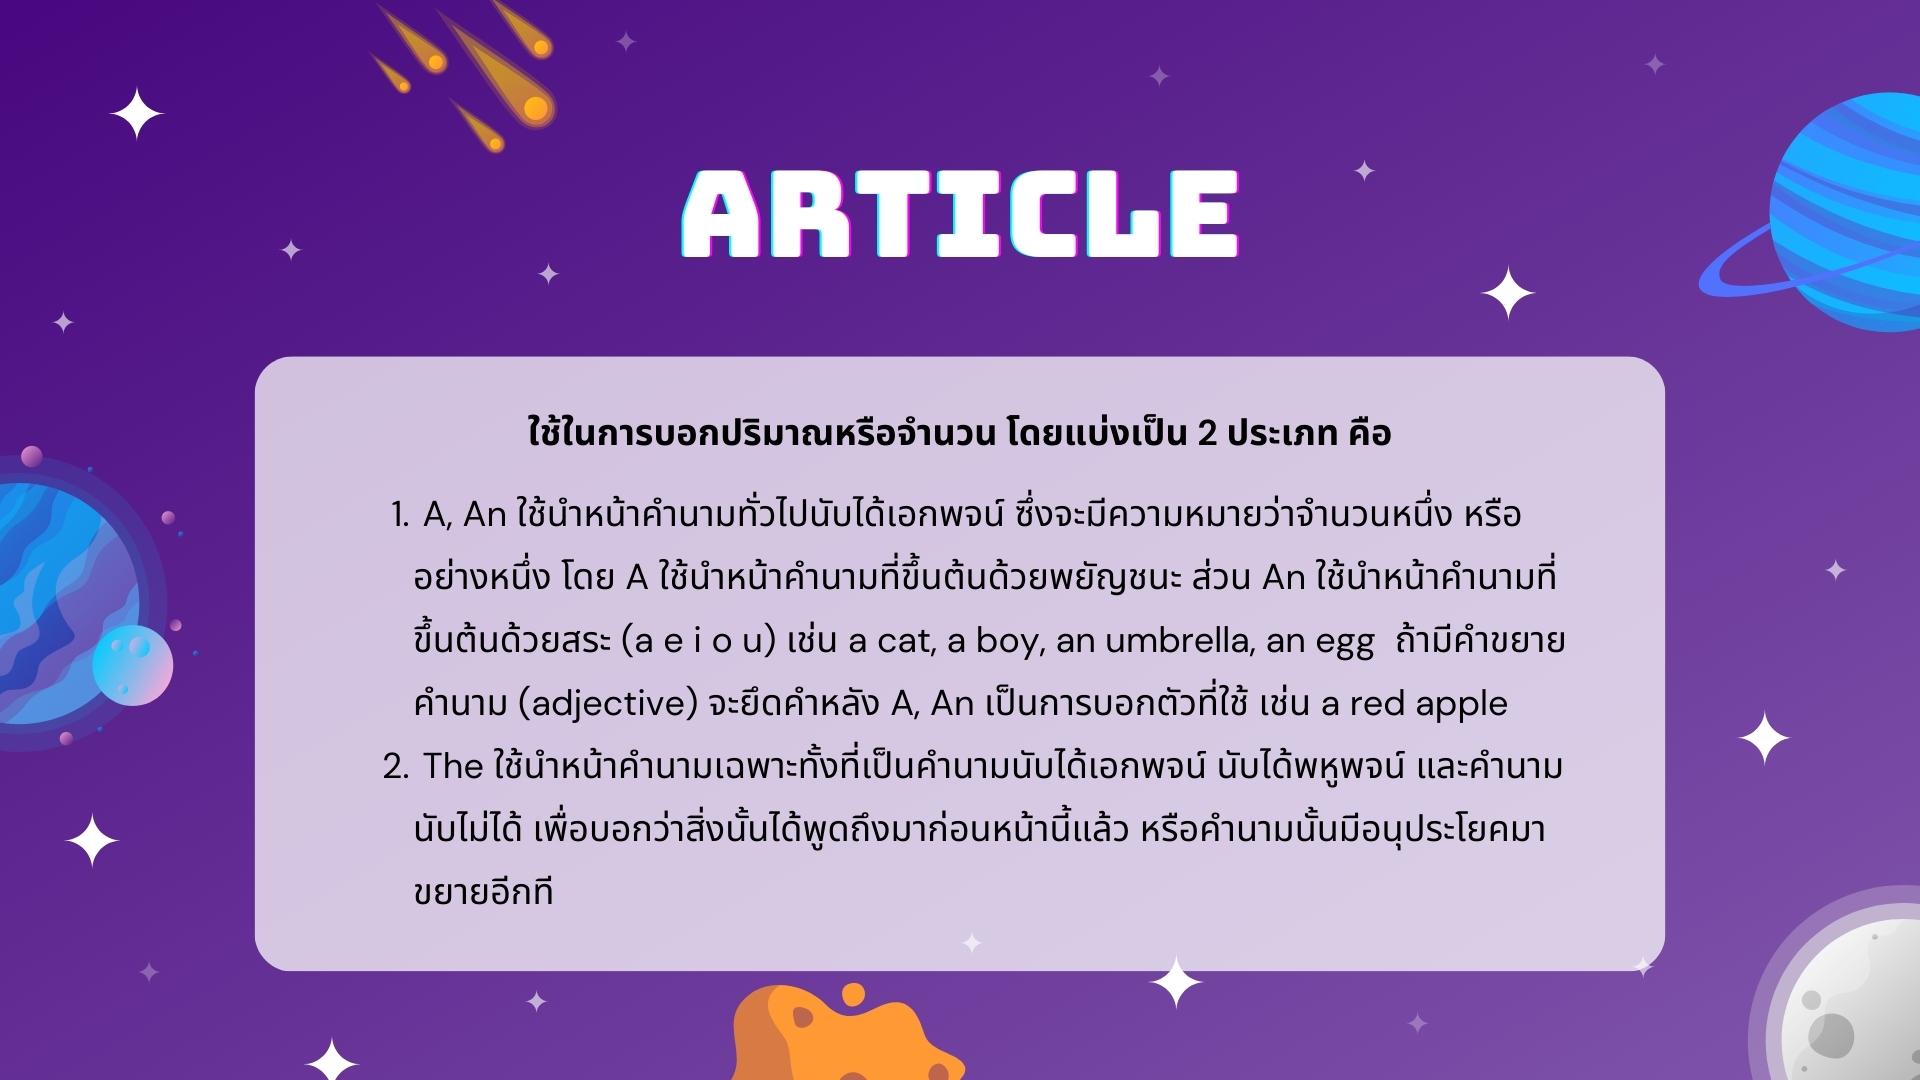 ARTICLE
ใช้ในการบอกปริมาณหรือจำนวน โดยแบ่งเป็น 2 ประเภท คือ
1. A, An ใช้นำหน้าคำนามทั่วไปนับได้เอกพจน์ ซึ่งจะมีความหมายว่าจำนวนหนึ่ง หรือ
อย่างหนึ่ง โดย A ใช้นำหน้าคำนามที่ขึ้นต้นด้วยพยัญชนะ ส่วน An ใช้นำหน้าคำนามที่
ขึ้นต้นด้วยสระ (a e i o u) เช่น a cat, a boy, an umbrella, an egg ถ้ามีคำขยาย
คำนาม (adjective) จะยึดคำหลัง A, An เป็นการบอกตัวที่ใช้ เช่น a red apple
2. The ใช้นำหน้าคำนามเฉพาะทั้งที่เป็นคำนามนับได้เอกพจน์ นับได้พหูพจน์ และคำนาม
นับไม่ได้ เพื่อบอกว่าสิ่งนั้นได้พูดถึงมาก่อนหน้านี้แล้ว หรือคำนามนั้นมีอนุประโยคมา
ขยายอีกที